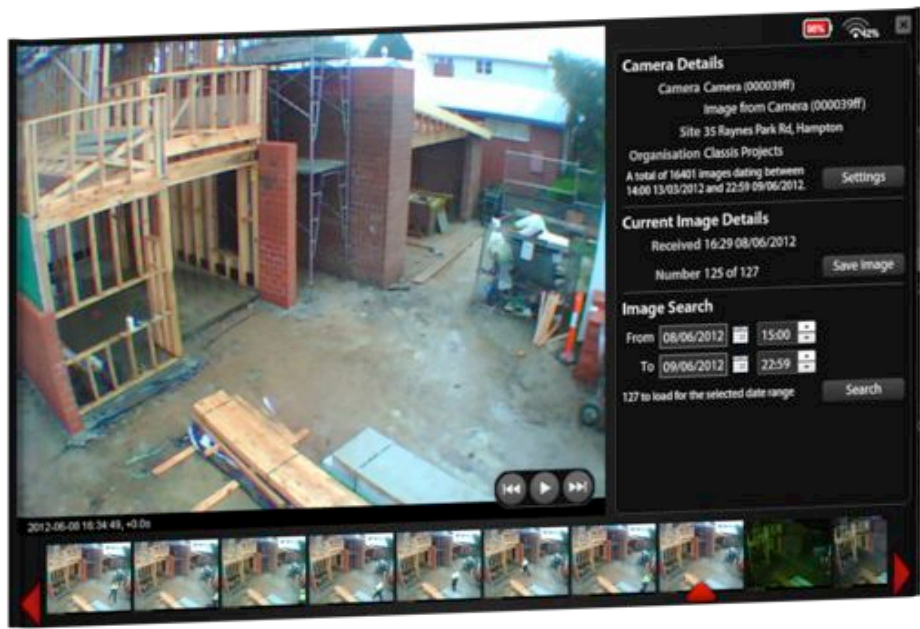 98%
42%
Camera Details
Camera Camera (000039ff)
Image from Camera (000039ff)
Site 35 Raynes Park Rd, Hampton
Organisation Classis Projects
A total of 16401 images dating between
14:00 13/03/2012 and 22:59 09/06/2012.
Settings
Current Image Details
Received 16:29 08/06/2012
Number 125 of 127
Save Image
Image Search
From 08/06/2012 15:00
To 09/06/2012 22:59
127 to load for the selected date range
Search
2012-06-08 16:34:49, +0.0s